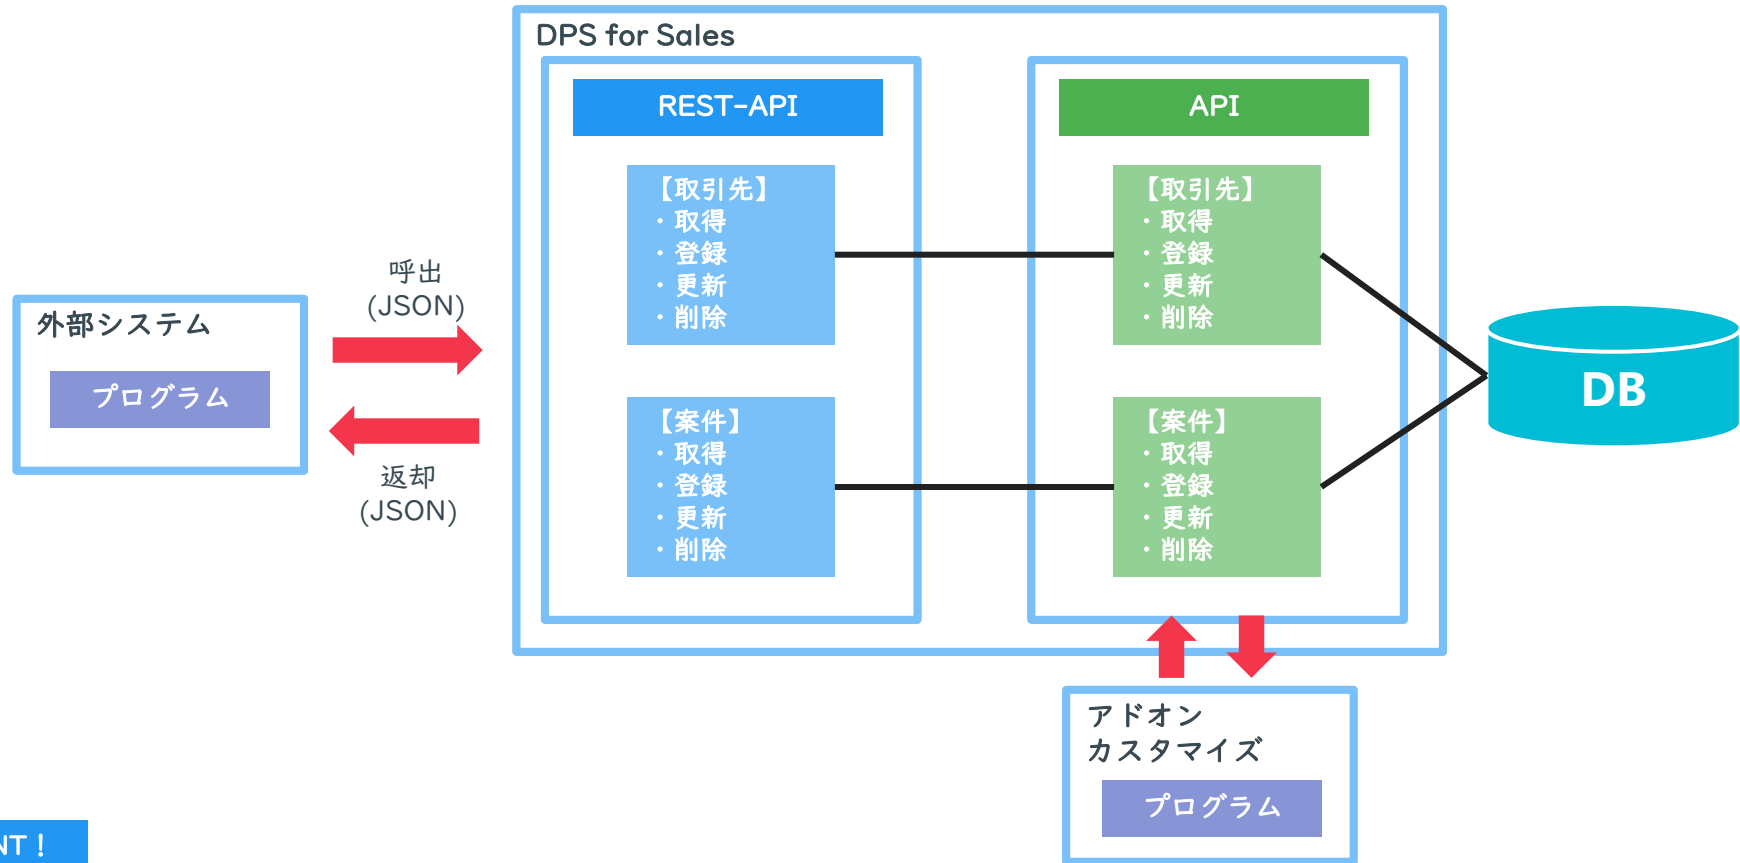 DPS for Sales
REST-API
【取引先】
・取得
・登録
・更新
・削除
【案件】
・取得
・登録
・更新
・削除
API
【取引先】
・取得
・登録
・更新
・削除
【案件】
・取得
・登録
・更新
・削除
呼出
(JSON)
外部システム
プログラム
返却
(JSON)
DB
アドオン
カスタマイズ
プログラム
NT！